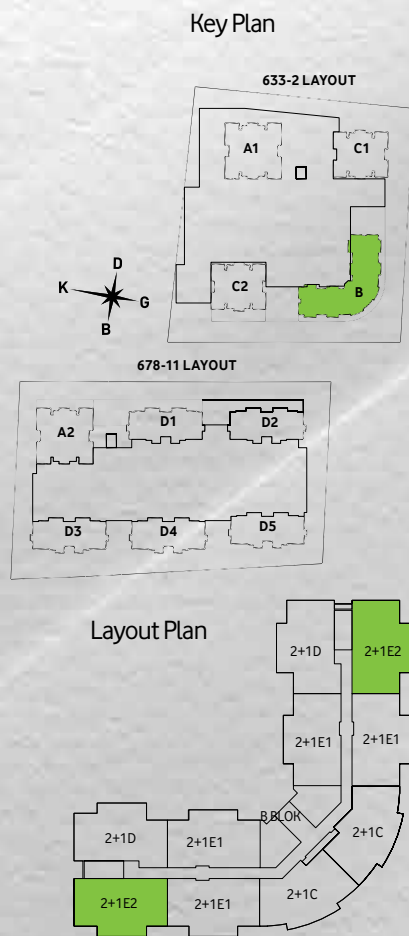 Key Plan
633-2 LAYOUT
A1
C1
D
K
G
B
C2
B
678-11 LAYOUT
A2
D1
D2
D3
D4
D5
Layout Plan
2+1D
2+1E2
2+1E1
2+1E1
B BLOK
2+1C
2+1D
2+1E1
2+1C
2+1E2
2+1E1